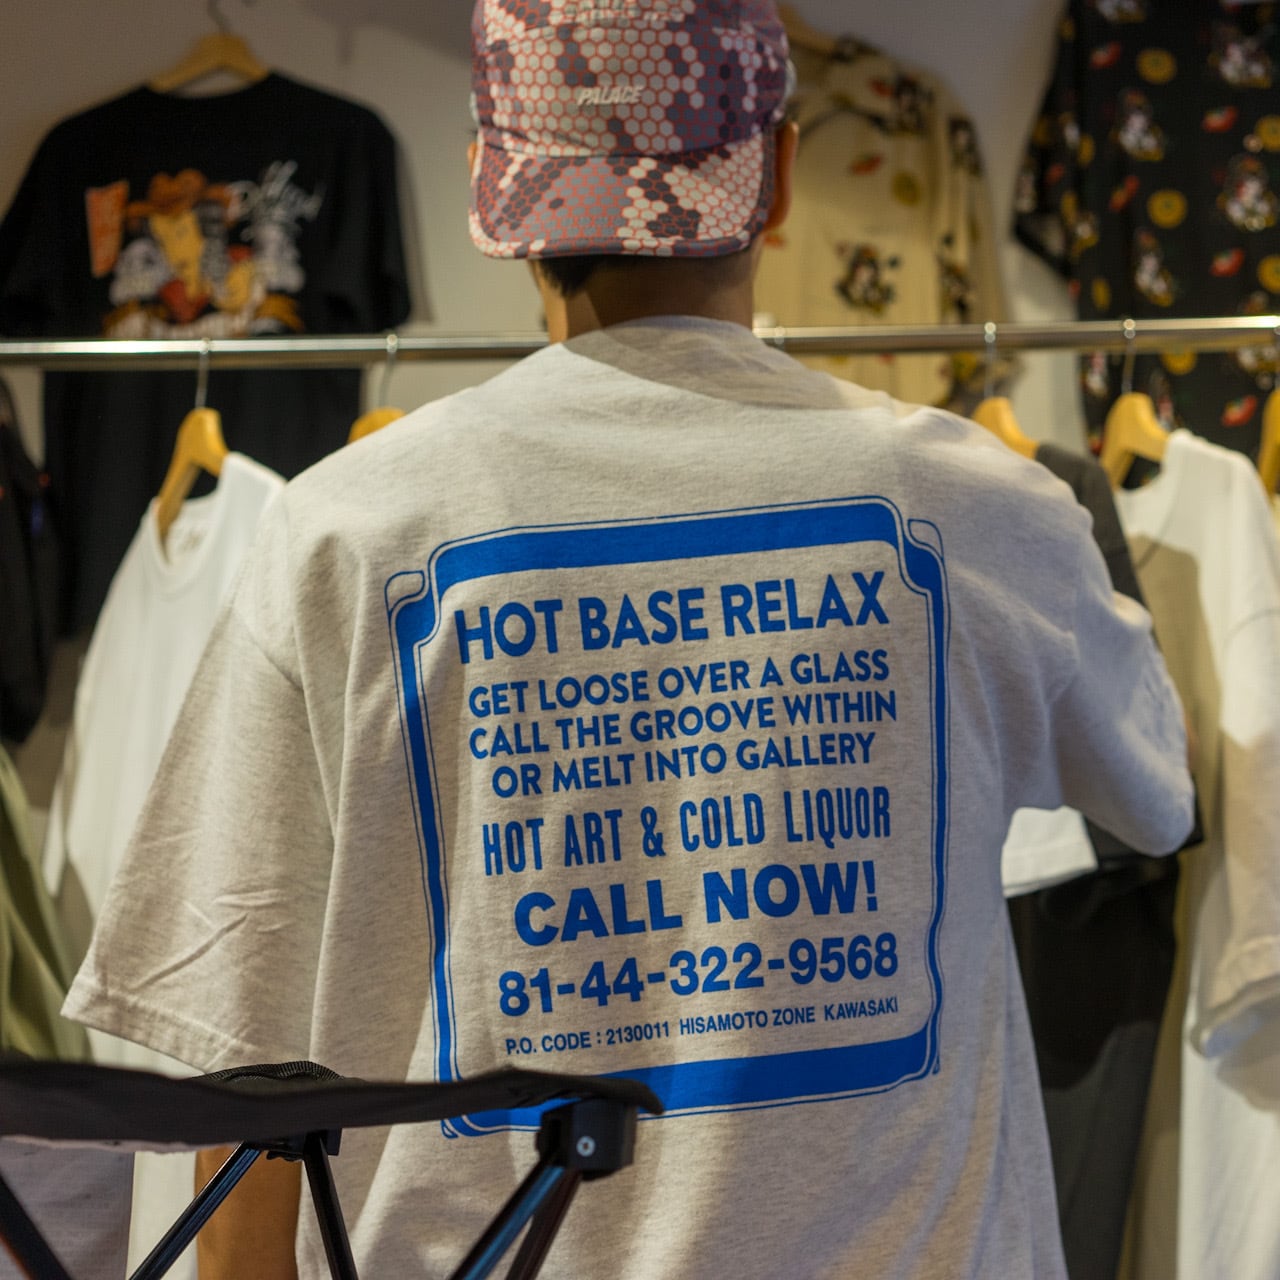 PALACE
HOT BASE RELAX
GET LOOSE OVER A GLASS
CALL THE GROOVE WITHIN
OR MELT INTO GALLERY
HOT ART & COLD LIQUOR
CALL NOW!
81-44-322-9568
P.O. CODE : 2130011 HISAMOTO ZONE KAWASAKI